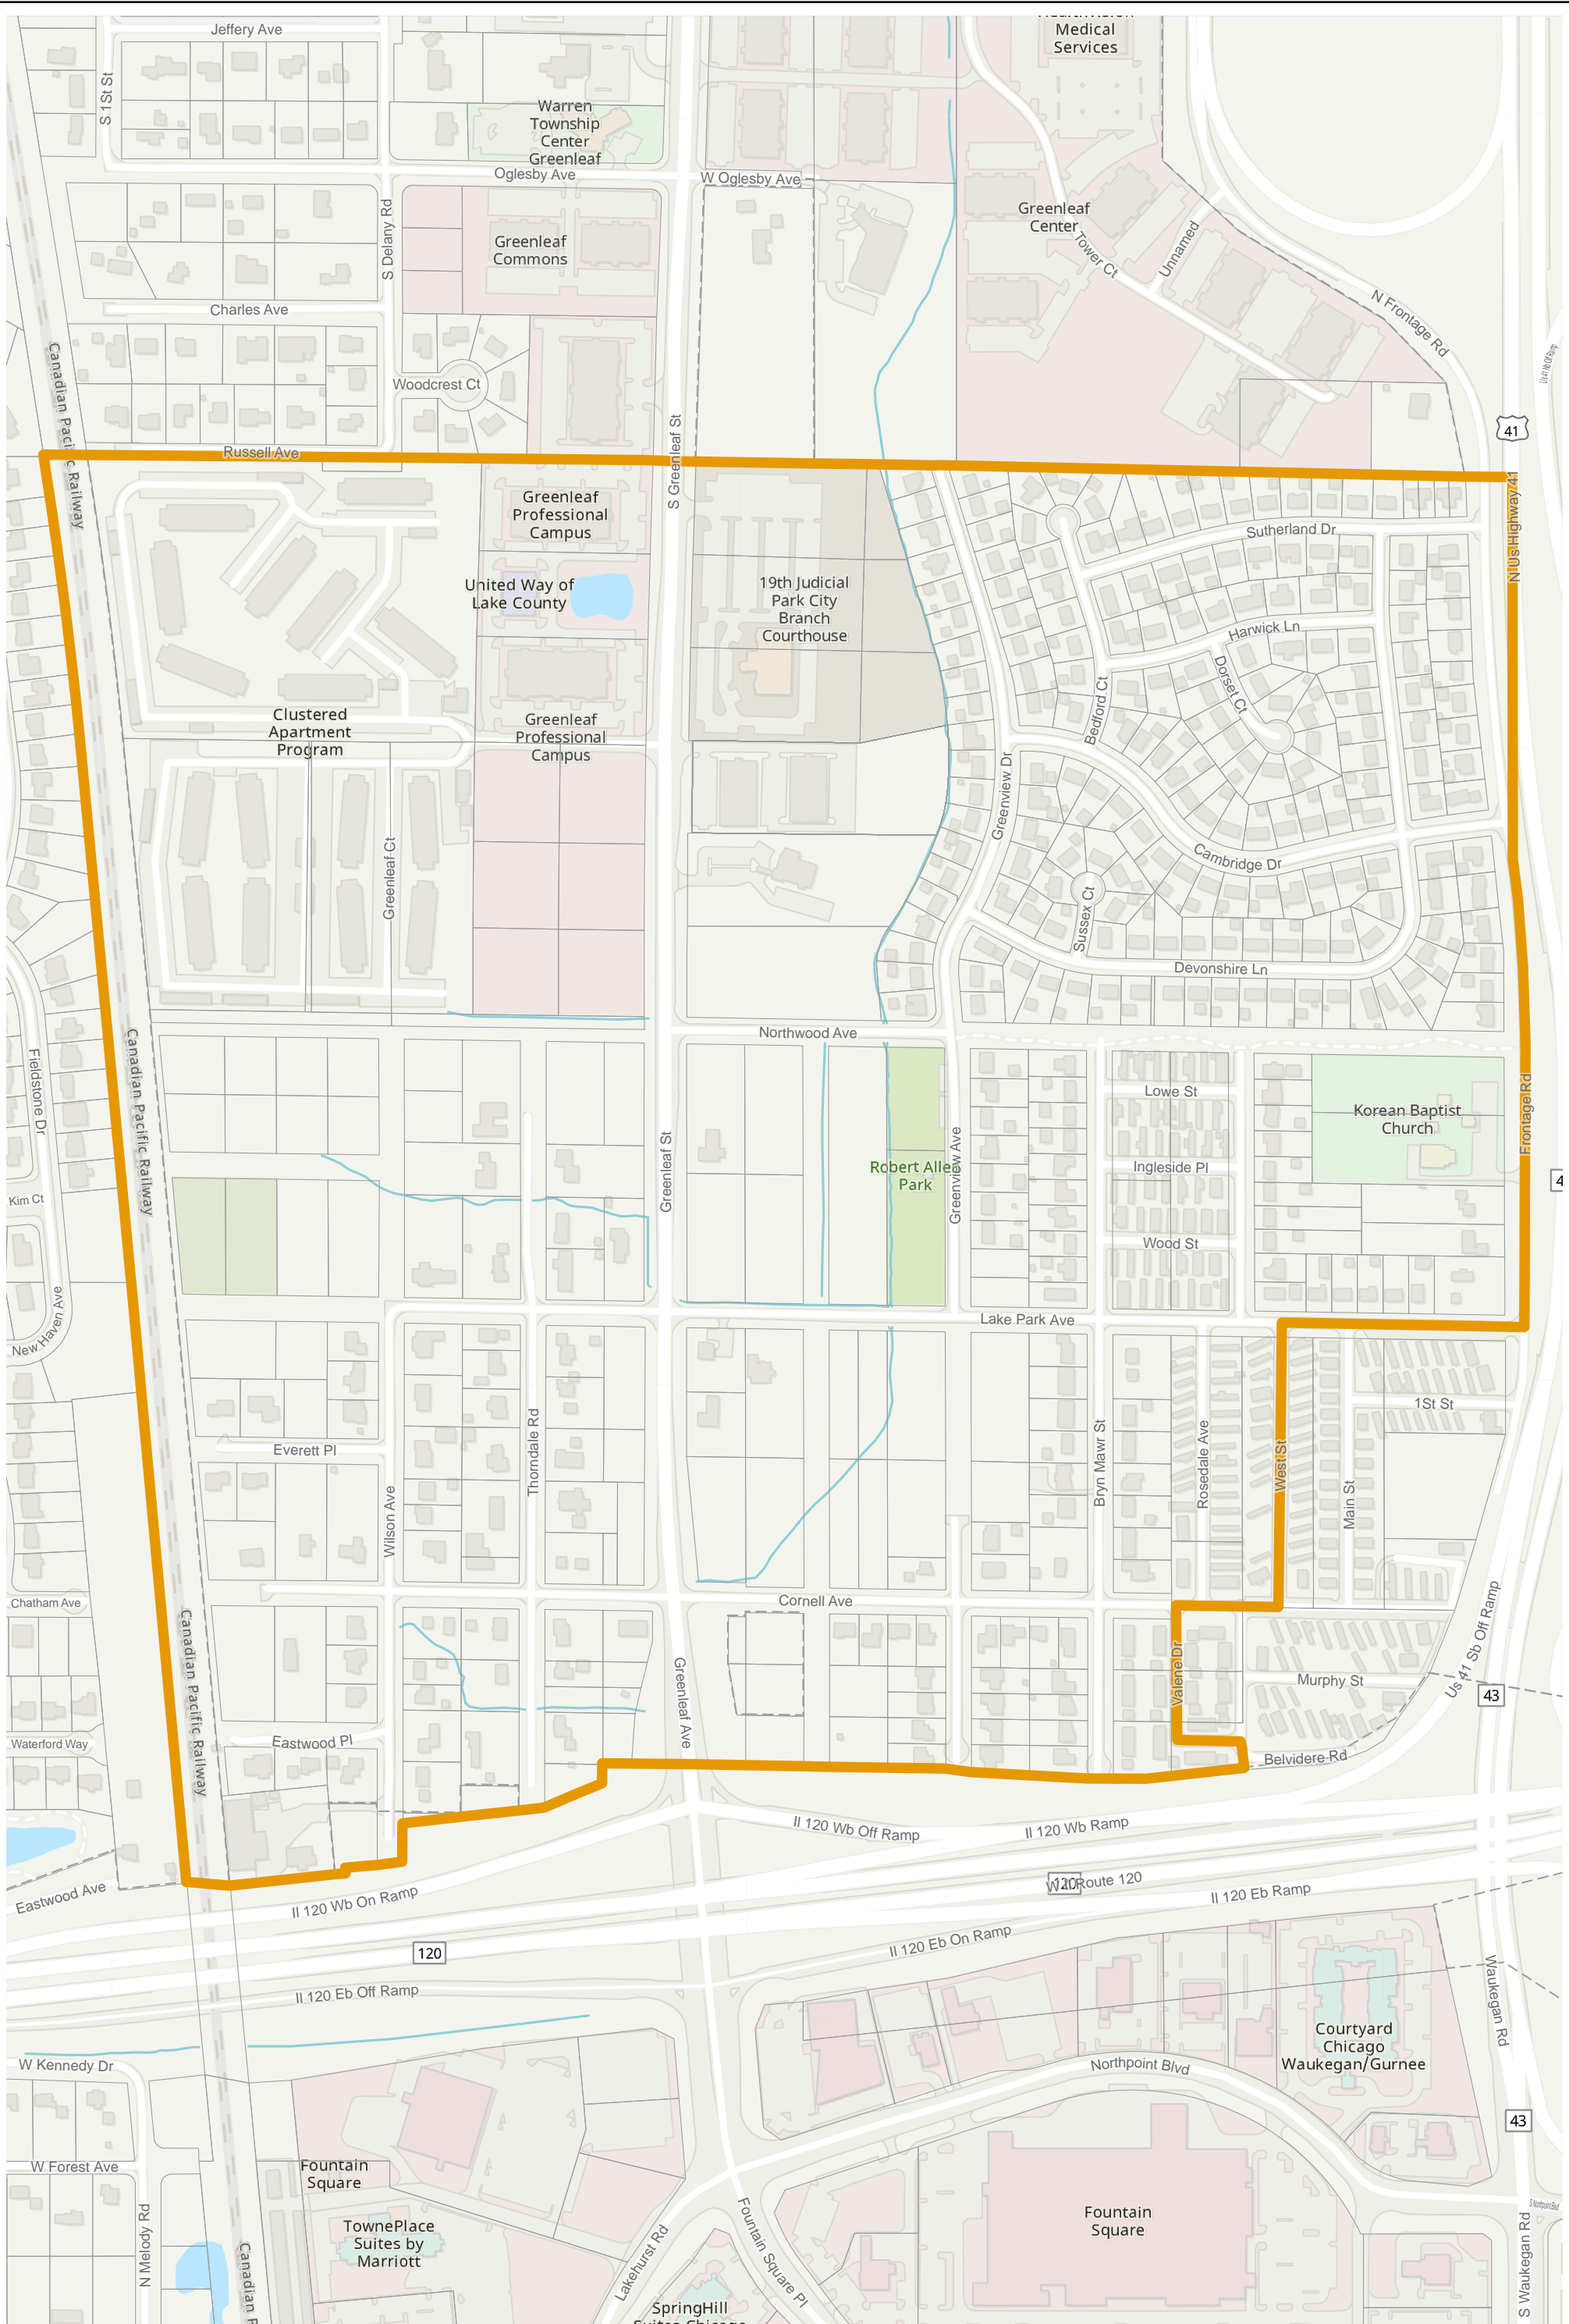 Medical
Services
Jeffery Ave
S 1St St
Warren
Township
Center
Greenleaf
Oglesby Ave
W Oglesby Ave
S Delany Rd
Greenleaf
Commons
Greenleaf
Center
Tower Ct
Unnamed
N Frontage Rd
Charles Ave
Us 41 Nb Off Ramp
Canadian Pacific Railway
Woodcrest Ct
S Greenleaf St
41
Russell Ave
N Us Highway 41
Greenleaf
Professional
Campus
Sutherland Dr
United Way of
Lake County
19th Judicial
Park City
Branch
Courthouse
Harwick Ln
Dorset Ct
Bedford Ct
Clustered
Apartment
Program
Greenleaf
Professional
Campus
Greenview Dr
Greenleaf Ct
Cambridge Dr
Sussex Ct
Devonshire Ln
Northwood Ave
Fieldstone Dr
Canadian Pacific Railway
Lowe St
Korean Baptist
Church
Frontage Rd
Greenleaf St
Robert Allen
Park
Greenview Ave
Ingleside Pl
Kim Ct
4
Wood St
New Haven Ave
Lake Park Ave
1St St
Everett Pl
Thorndale Rd
Wilson Ave
Bryn Mawr St
Rosedale Ave
West St
Main St
Chatham Ave
Cornell Ave
Canadian Pacific Railway
Greenleaf Ave
Valene Dr
Murphy St
Us 41 Sb Off Ramp
43
Waterford Way
Eastwood Pl
Belvidere Rd
Il 120 Wb Off Ramp
Il 120 Wb Ramp
Eastwood Ave
Il 120 Wb On Ramp
W Il Route 120
120
Il 120 Eb Ramp
Il 120 Eb On Ramp
120
Il 120 Eb Off Ramp
Waukegan Rd
W Kennedy Dr
Northpoint Blvd
Courtyard
Chicago
Waukegan/Gurnee
43
W Forest Ave
Fountain
Square
S Northpoint Blvd
N Melody Rd
TownePlace
Suites by
Marriott
Lakehurst Rd
Fountain Square Pl
Fountain
Square
S Waukegan Rd
Canadian P
SpringHill